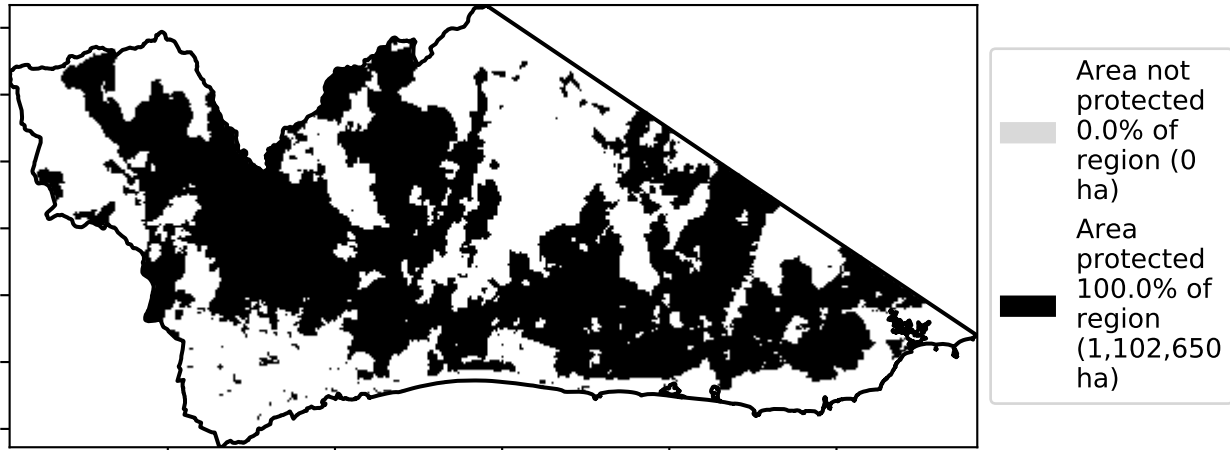 Area not
protected
0.0% of
region (0
ha)
Area
protected
100.0% of
region
(1,102,650
ha)